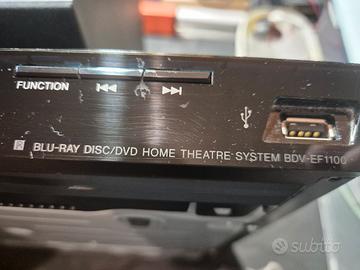 FUNCTION
BLU-RAY DISC/DVD HOME THEATRE SYSTEM BDV-EF1100
subito